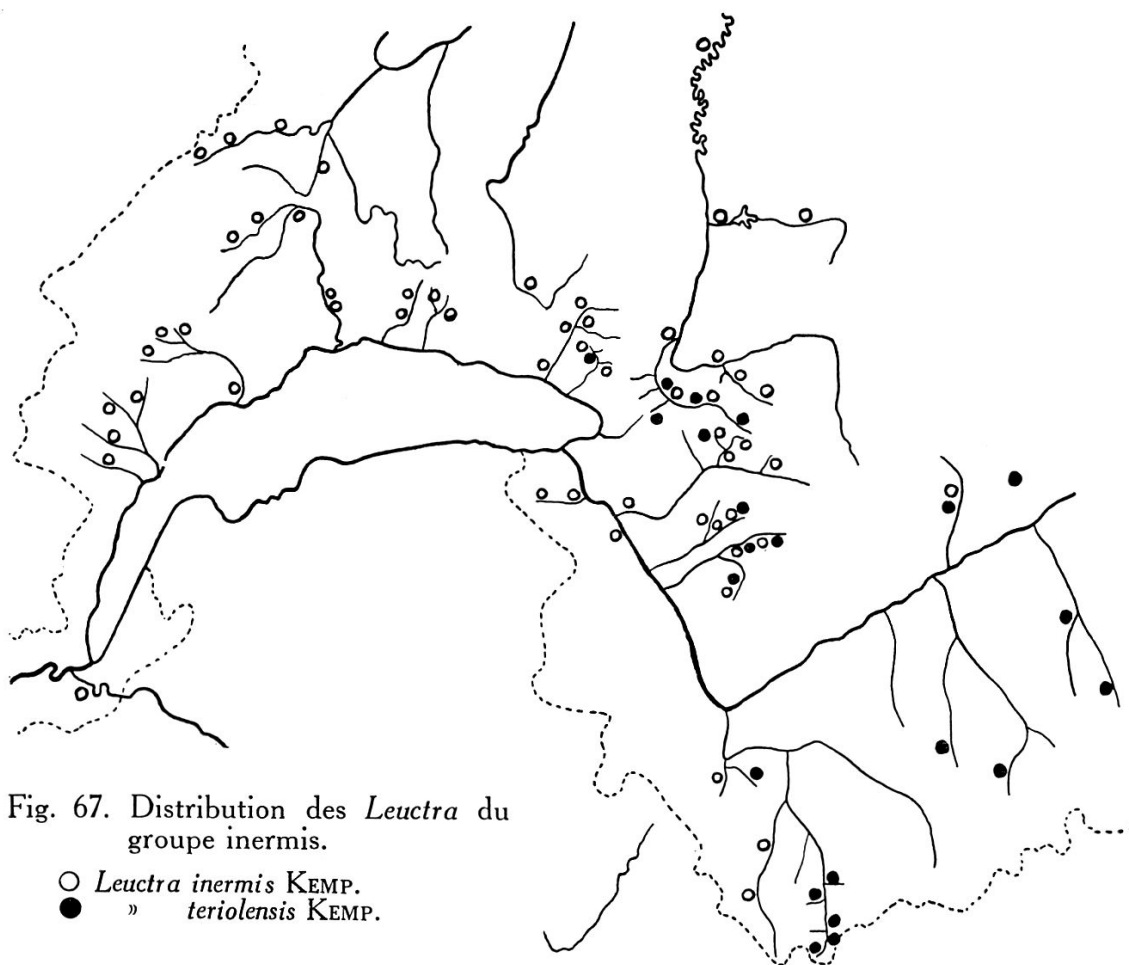 Fig. 67. Distribution des Leuctra du
groupe inermis.
○ Leuctra inermis KEMP.
● » teriolensis KEMP.